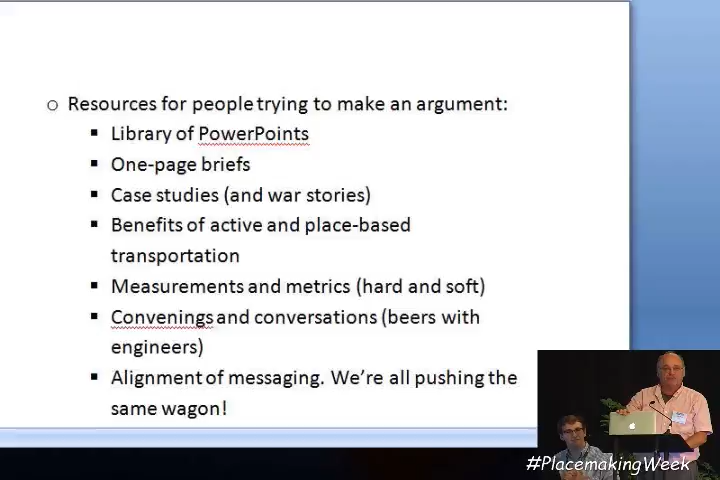 Resources for people trying to make an argument:
Library of PowerPoints
One-page briefs
Case studies (and war stories)
Benefits of active and place-based
transportation
Measurements and metrics (hard and soft)
Convenings and conversations (beers with
engineers)
Alignment of messaging. We’re all pushing the
same wagon!
#PlacemakingWeek